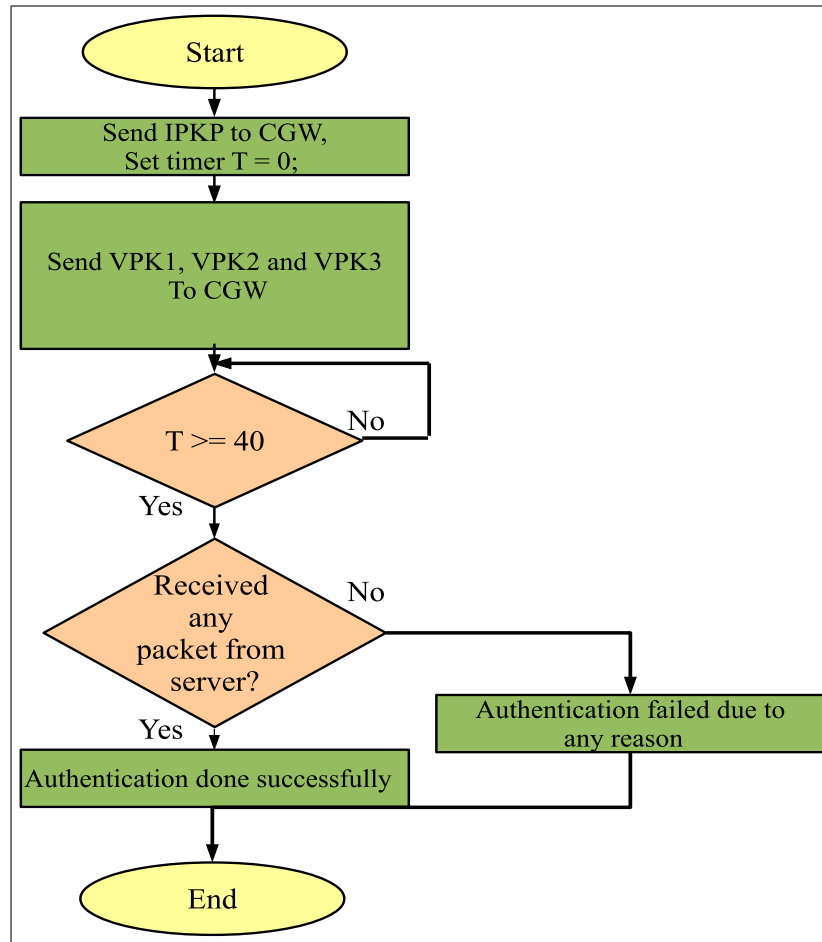 Start
Send IPKP to CGW,
Set timer T = 0;
Send VPK1, VPK2 and VPK3
To CGW
T >= 40
No
Yes
Received
any
packet from
server?
No
Yes
Authentication failed due to
any reason
Authentication done successfully
End